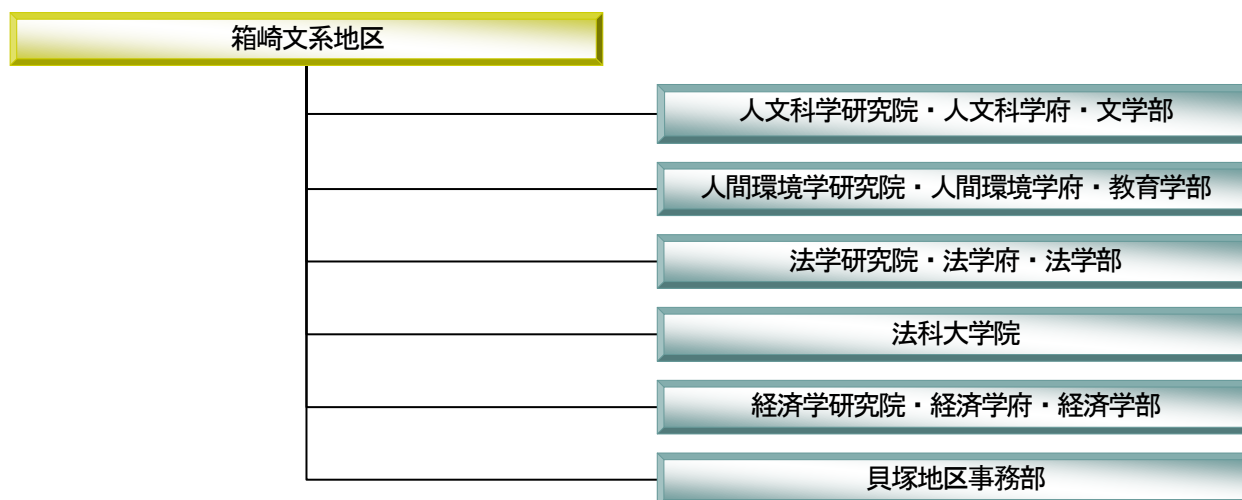 箱崎文系地区
人文科学研究院・人文科学府・文学部
人間環境学研究院・人間環境学府・教育学部
法学研究院・法学府・法学部
法科大学院
経済学研究院・経済学府・経済学部
貝塚地区事務部